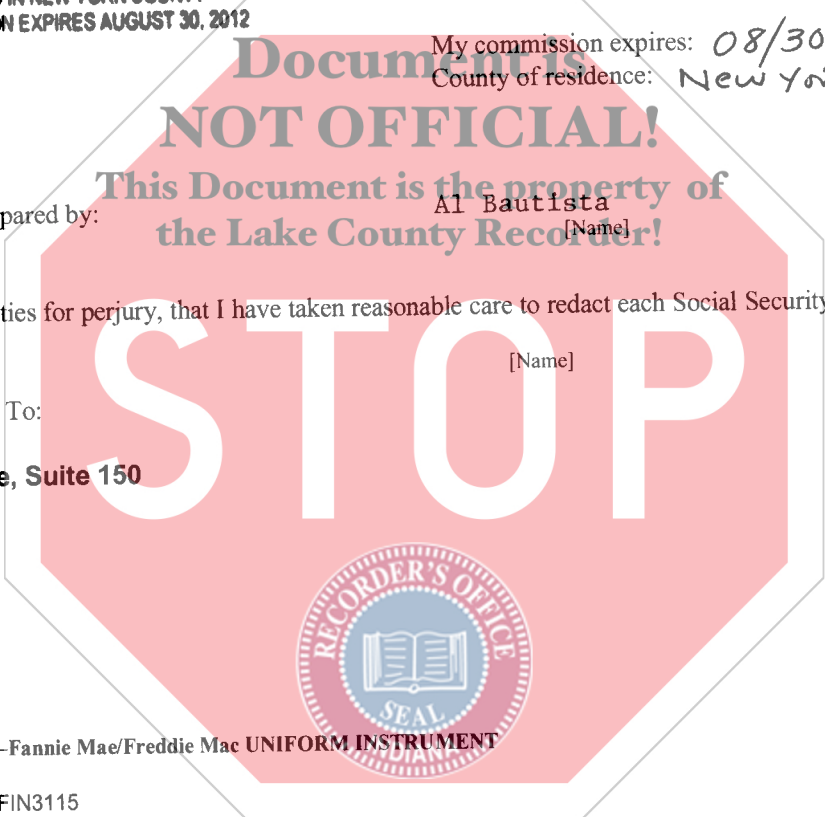 N EXPIRES AUGUST 30, 2012
My commission expires: 08/30
County of residence: New Yor
Document is
NOT OFFICIAL!
This Document is the property of
the Lake County Recorder!
pared by:
Al Bautista
[Name]
ties for perjury, that I have taken reasonable care to redact each Social Security
[Name]
To:
e, Suite 150
STOP
RECORDER'S OFFICE
SEAL
INDIANA
-Fannie Mae/Freddie Mac UNIFORM INSTRUMENT
FIN3115